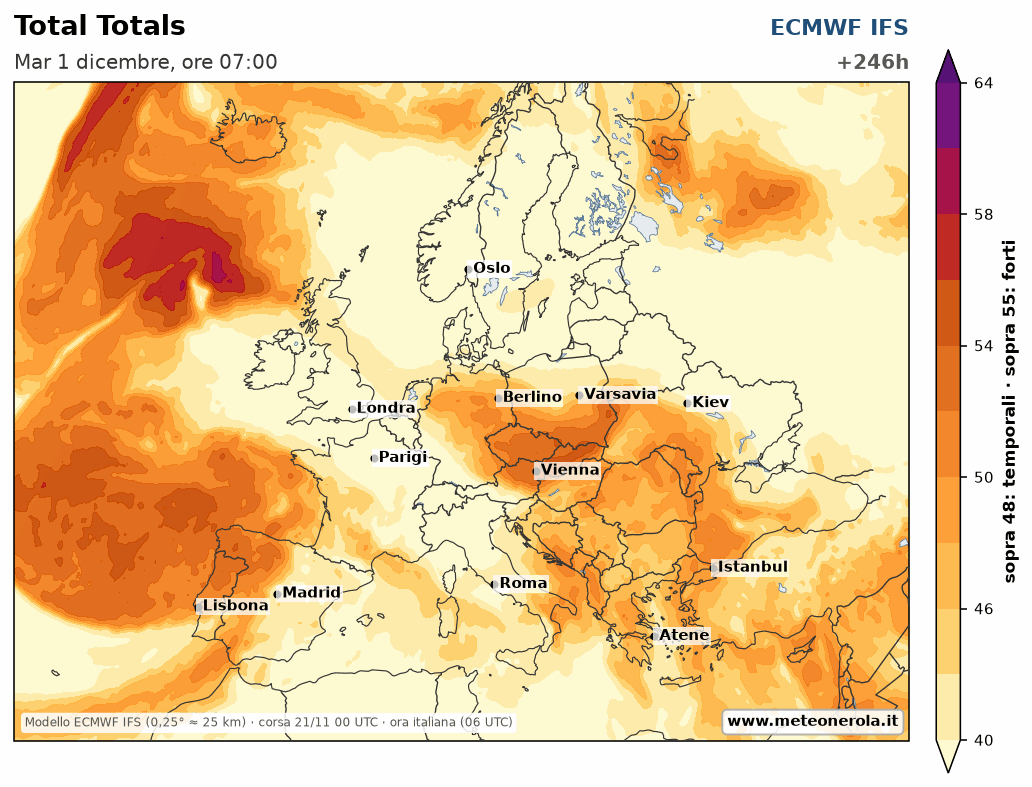 Total Totals
ECMWF IFS
Mar 1 dicembre, ore 07:00
+246h
Oslo
Berlino
Varsavia
Kiev
Londra
Parigi
Vienna
Istanbul
Roma
Madrid
Lisbona
Atene
Modello ECMWF IFS (0,25° ≈ 25 km) · corsa 21/11 00 UTC · ora italiana (06 UTC)
www.meteonerola.it
64
58
54
50
46
40
sopra 48: temporali · sopra 55: forti